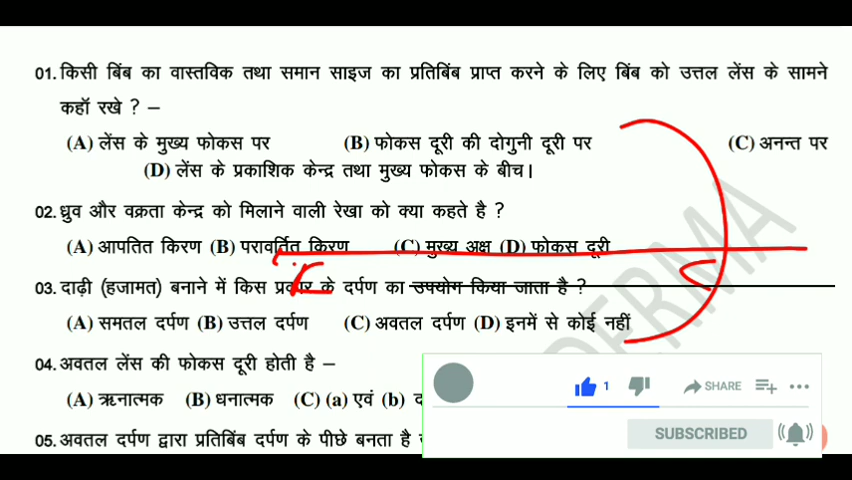 01. किसी बिंब का वास्तविक तथा समान साइज का प्रतिबिंब प्राप्त करने के लिए बिंब को उत्तल लेंस के सामने
कहॉ रखे ? –
(A) लेंस के मुख्य फोकस पर (B) फोकस दूरी की दोगुनी दूरी पर (C) अनन्त पर
(D) लेंस के प्रकाशिक केन्द्र तथा मुख्य फोकस के बीच।
02. ध्रुव और वक्रता केन्द्र को मिलाने वाली रेखा को क्या कहते है ?
(A) आपतित किरण (B) परावर्तित किरण (C) मुख्य अक्ष (D) फोकस दूरी
03. दाढ़ी (हजामत) बनाने में किस प्रकार के दर्पण का उपयोग किया जाता है ?
(A) समतल दर्पण (B) उत्तल दर्पण (C) अवतल दर्पण (D) इनमें से कोई नहीं
04. अवतल लेंस की फोकस दूरी होती है –
(A) ऋनात्मक (B) धनात्मक (C) (a) एवं (b)
1 SHARE
SUBSCRIBED
05. अवतल दर्पण द्वारा प्रतिबिंब दर्पण के पीछे बनता है